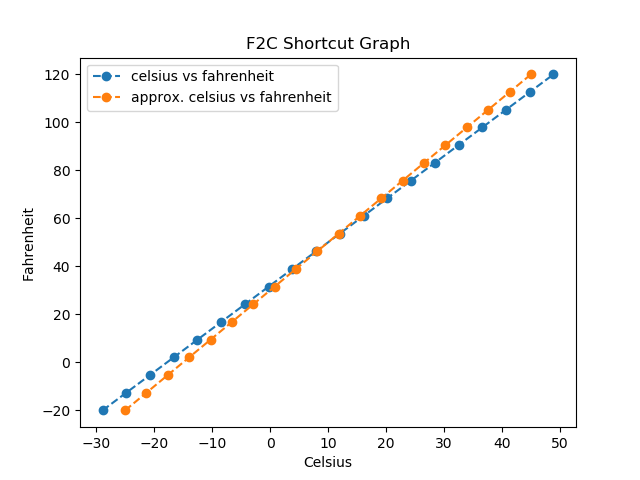 F2C Shortcut Graph
celsius vs fahrenheit
approx. celsius vs fahrenheit
120
100
80
60
40
20
0
−20
Fahrenheit
−30 −20 −10 0 10 20 30 40 50
Celsius